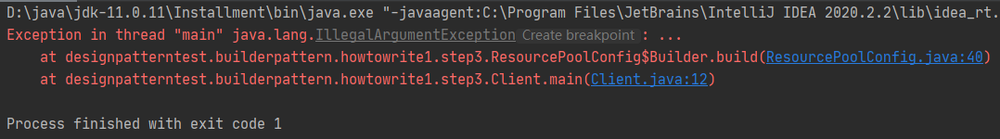 D:\java\jdk-11.0.11\Installment\bin\java.exe "-javaagent:C:\Program Files\JetBrains\IntelliJ IDEA 2020.2.2\lib\idea_rt.
Exception in thread "main" java.lang.IllegalArgumentException Create breakpoint : ...
at designpatterntest.builderpattern.howtowrite1.step3.ResourcePoolConfig$Builder.build(ResourcePoolConfig.java:40)
at designpatterntest.builderpattern.howtowrite1.step3.Client.main(Client.java:12)
Process finished with exit code 1